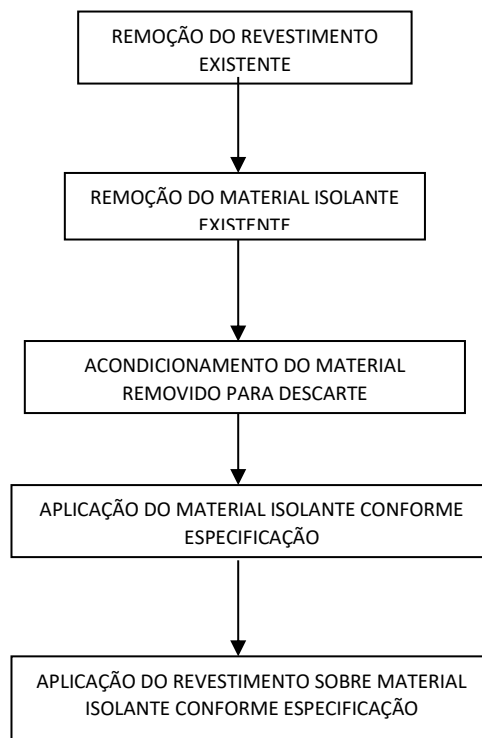 REMOÇÃO DO REVESTIMENTO
EXISTENTE
REMOÇÃO DO MATERIAL ISOLANTE
EXISTENTE
ACONDICIONAMENTO DO MATERIAL
REMOVIDO PARA DESCARTE
APLICAÇÃO DO MATERIAL ISOLANTE CONFORME
ESPECIFICAÇÃO
APLICAÇÃO DO REVESTIMENTO SOBRE MATERIAL
ISOLANTE CONFORME ESPECIFICAÇÃO